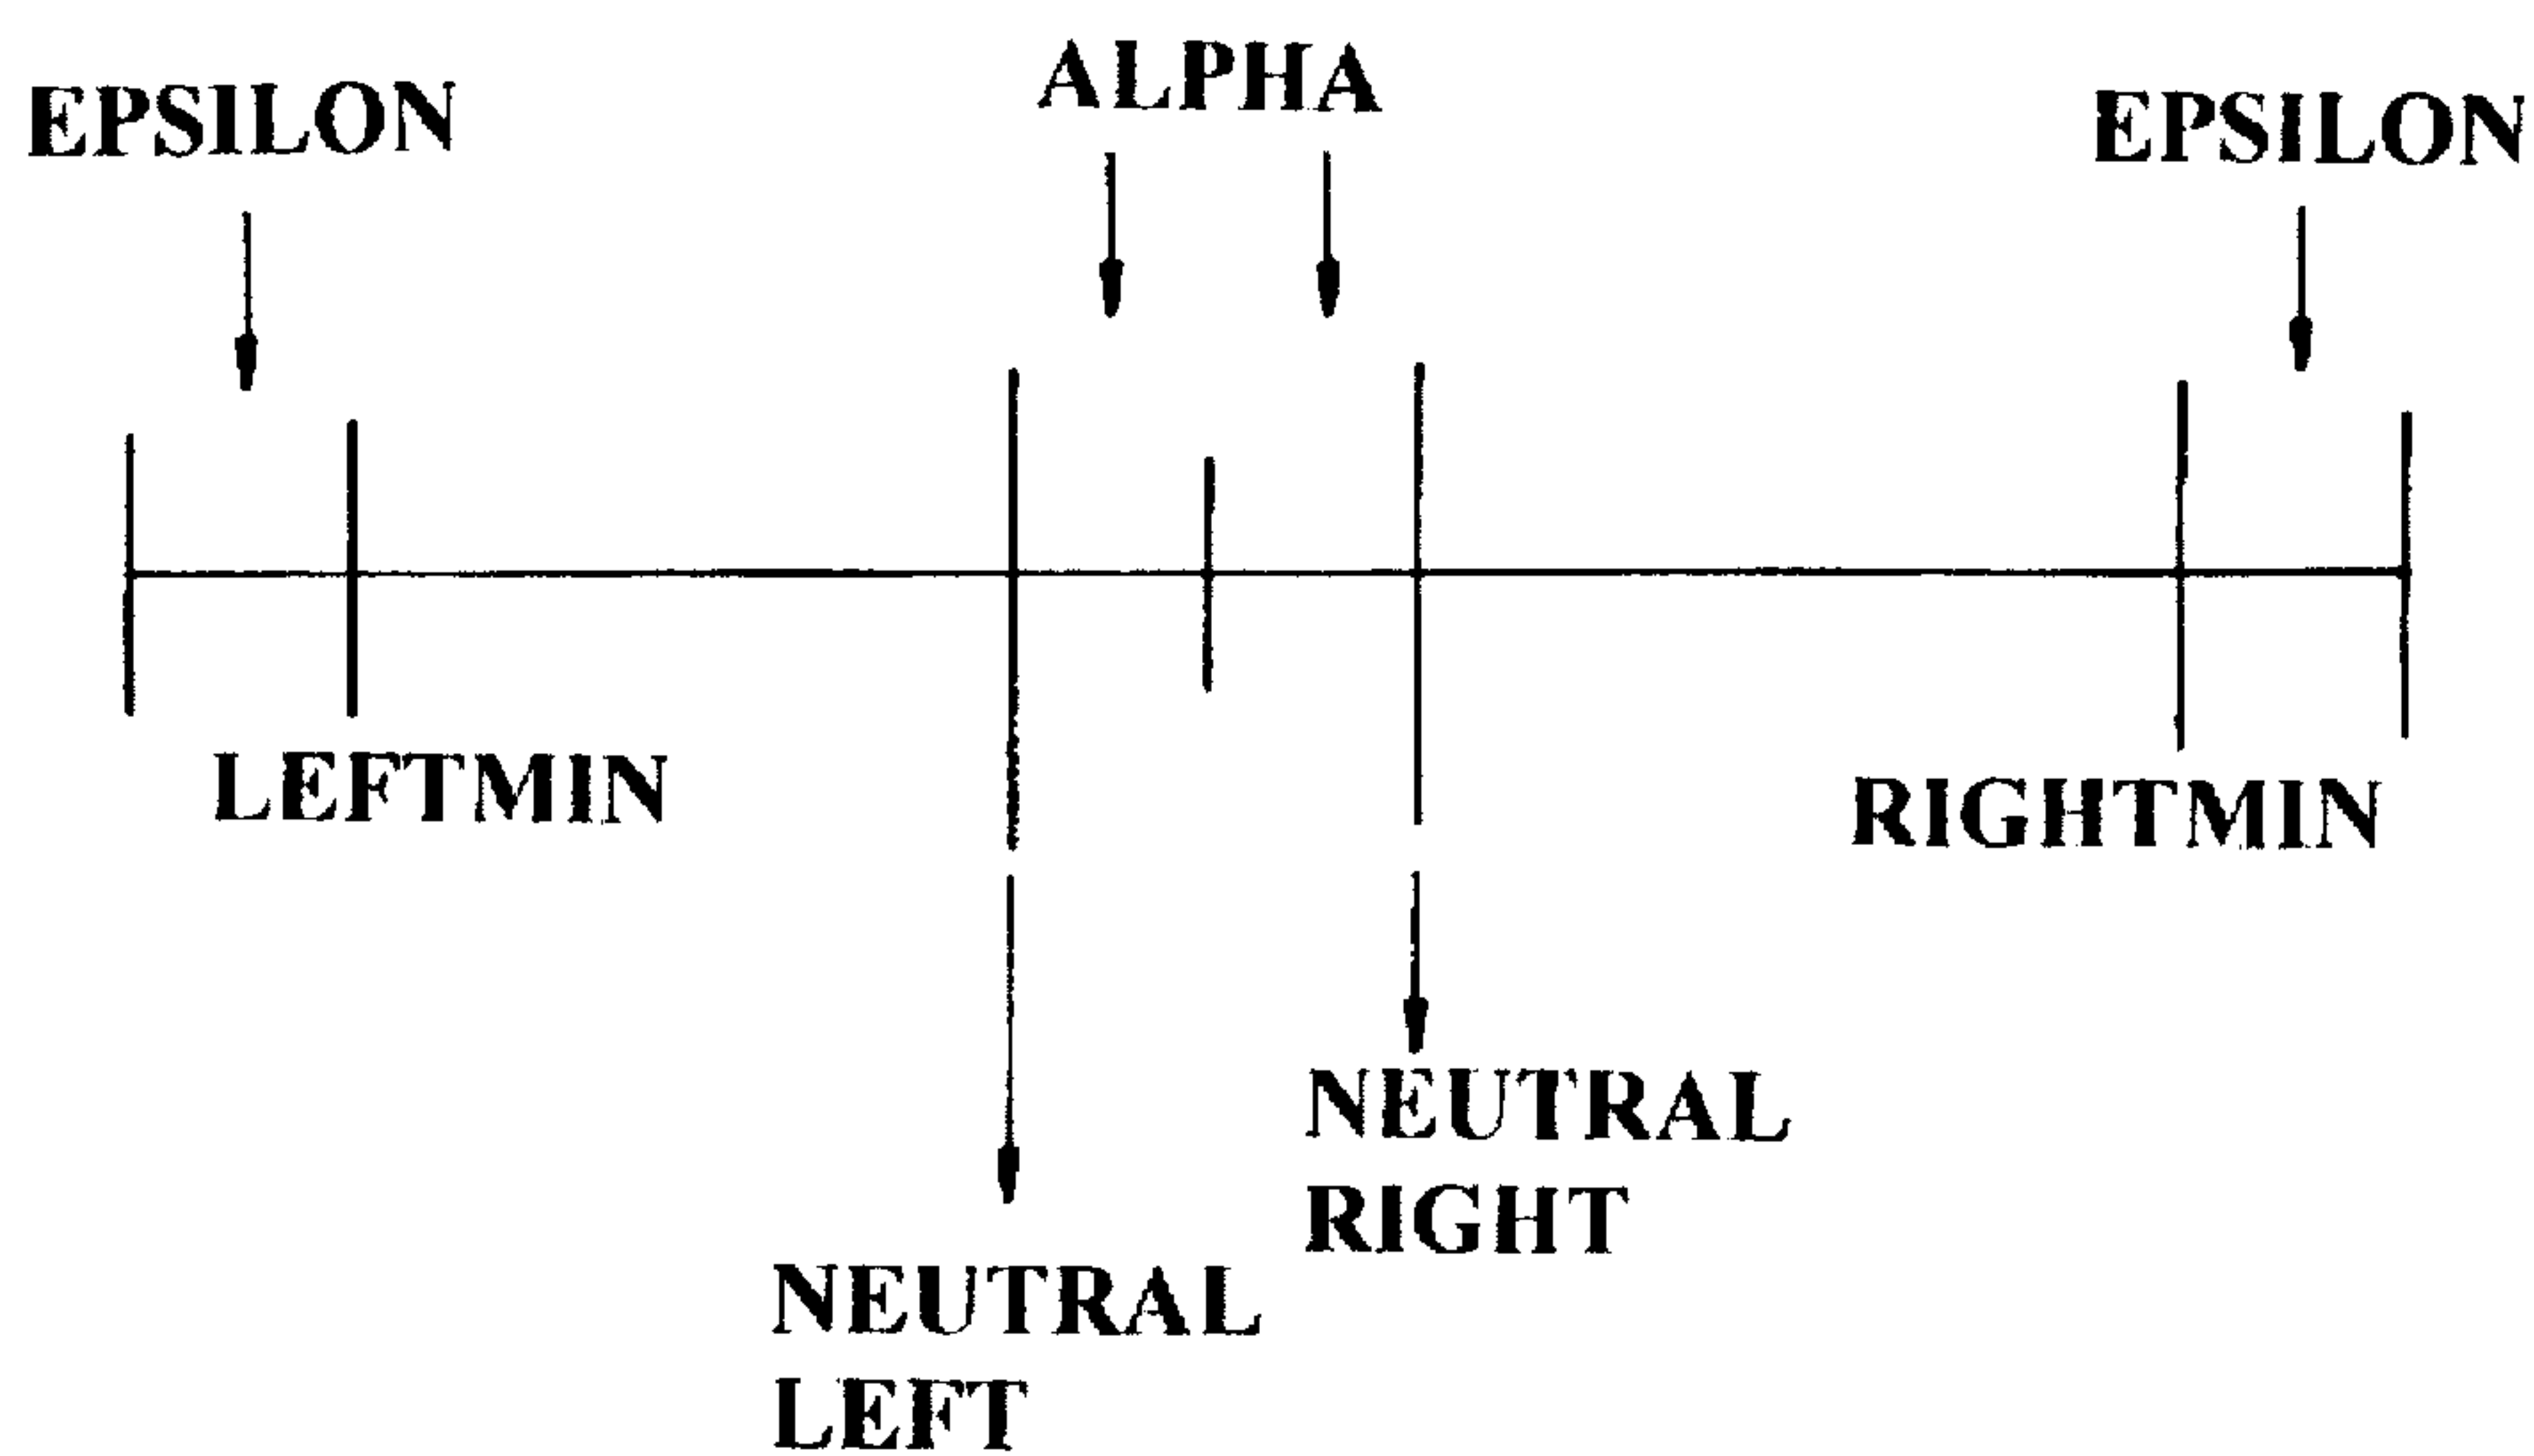 EPSILON
ALPHA
EPSILON
LEFTMIN
RIGHTMIN
NEUTRAL
RIGHT
NEUTRAL
LEFT